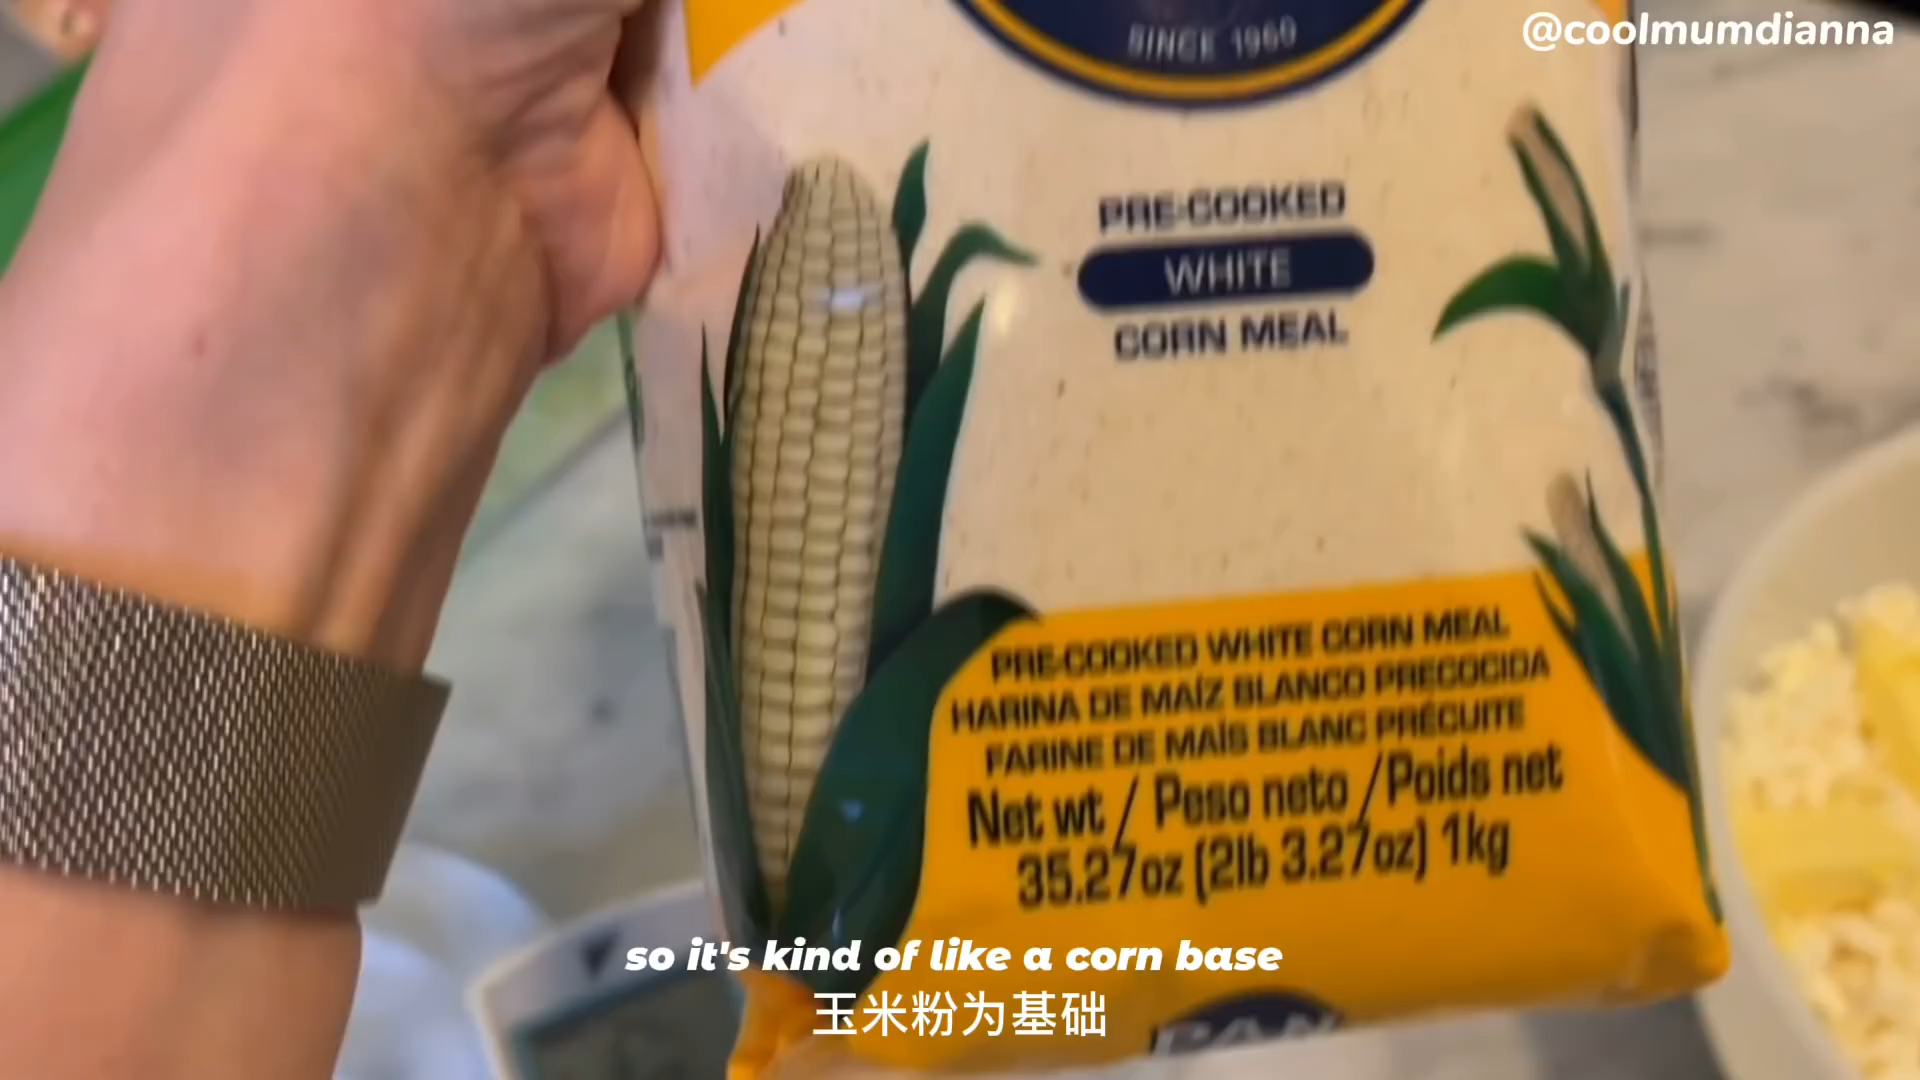 @coolmumdianna
SINCE 1960
PRE-COOKED
WHITE
CORN MEAL
PRE-COOKED WHITE CORN MEAL
HARINA DE MAÍZ BLANCO PRECOCIDA
FARINE DE MAÏS BLANC PRÉCUITE
Net wt / Peso neto / Poids net
35.27oz (2lb 3.27oz) 1kg
so it's kind of like a corn base
玉米粉为基础
PAN